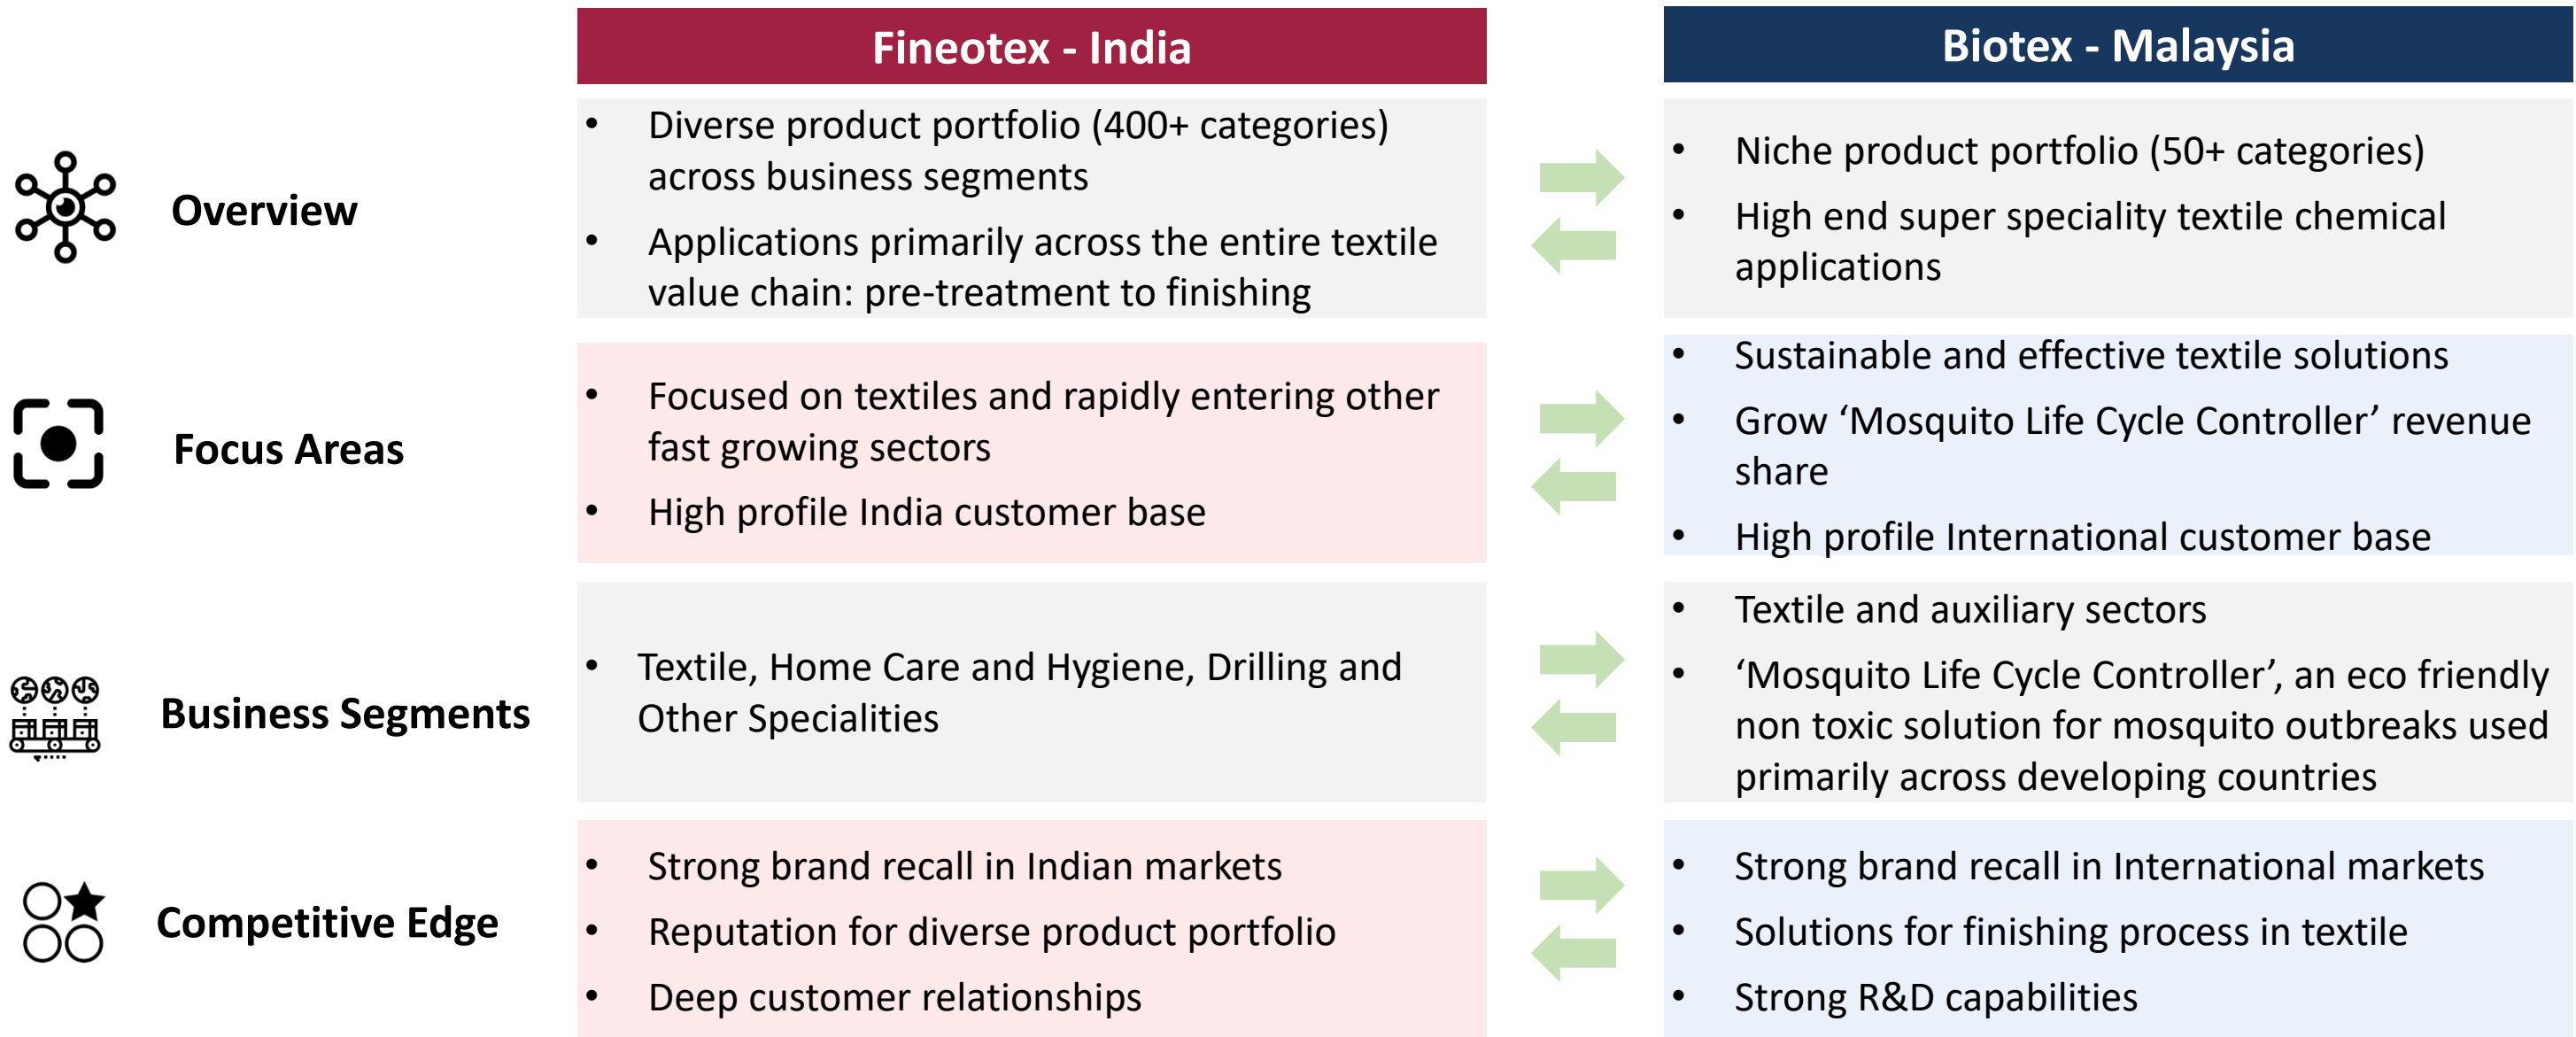 Fineotex - India
Biotex - Malaysia
Overview
• Diverse product portfolio (400+ categories)
across business segments
• Applications primarily across the entire textile
value chain: pre-treatment to finishing
• Niche product portfolio (50+ categories)
• High end super speciality textile chemical
applications
Focus Areas
• Focused on textiles and rapidly entering other
fast growing sectors
• High profile India customer base
• Sustainable and effective textile solutions
• Grow ‘Mosquito Life Cycle Controller’ revenue
share
• High profile International customer base
Business Segments
• Textile, Home Care and Hygiene, Drilling and
Other Specialities
• Textile and auxiliary sectors
• ‘Mosquito Life Cycle Controller’, an eco friendly
non toxic solution for mosquito outbreaks used
primarily across developing countries
Competitive Edge
• Strong brand recall in Indian markets
• Reputation for diverse product portfolio
• Deep customer relationships
• Strong brand recall in International markets
• Solutions for finishing process in textile
• Strong R&D capabilities